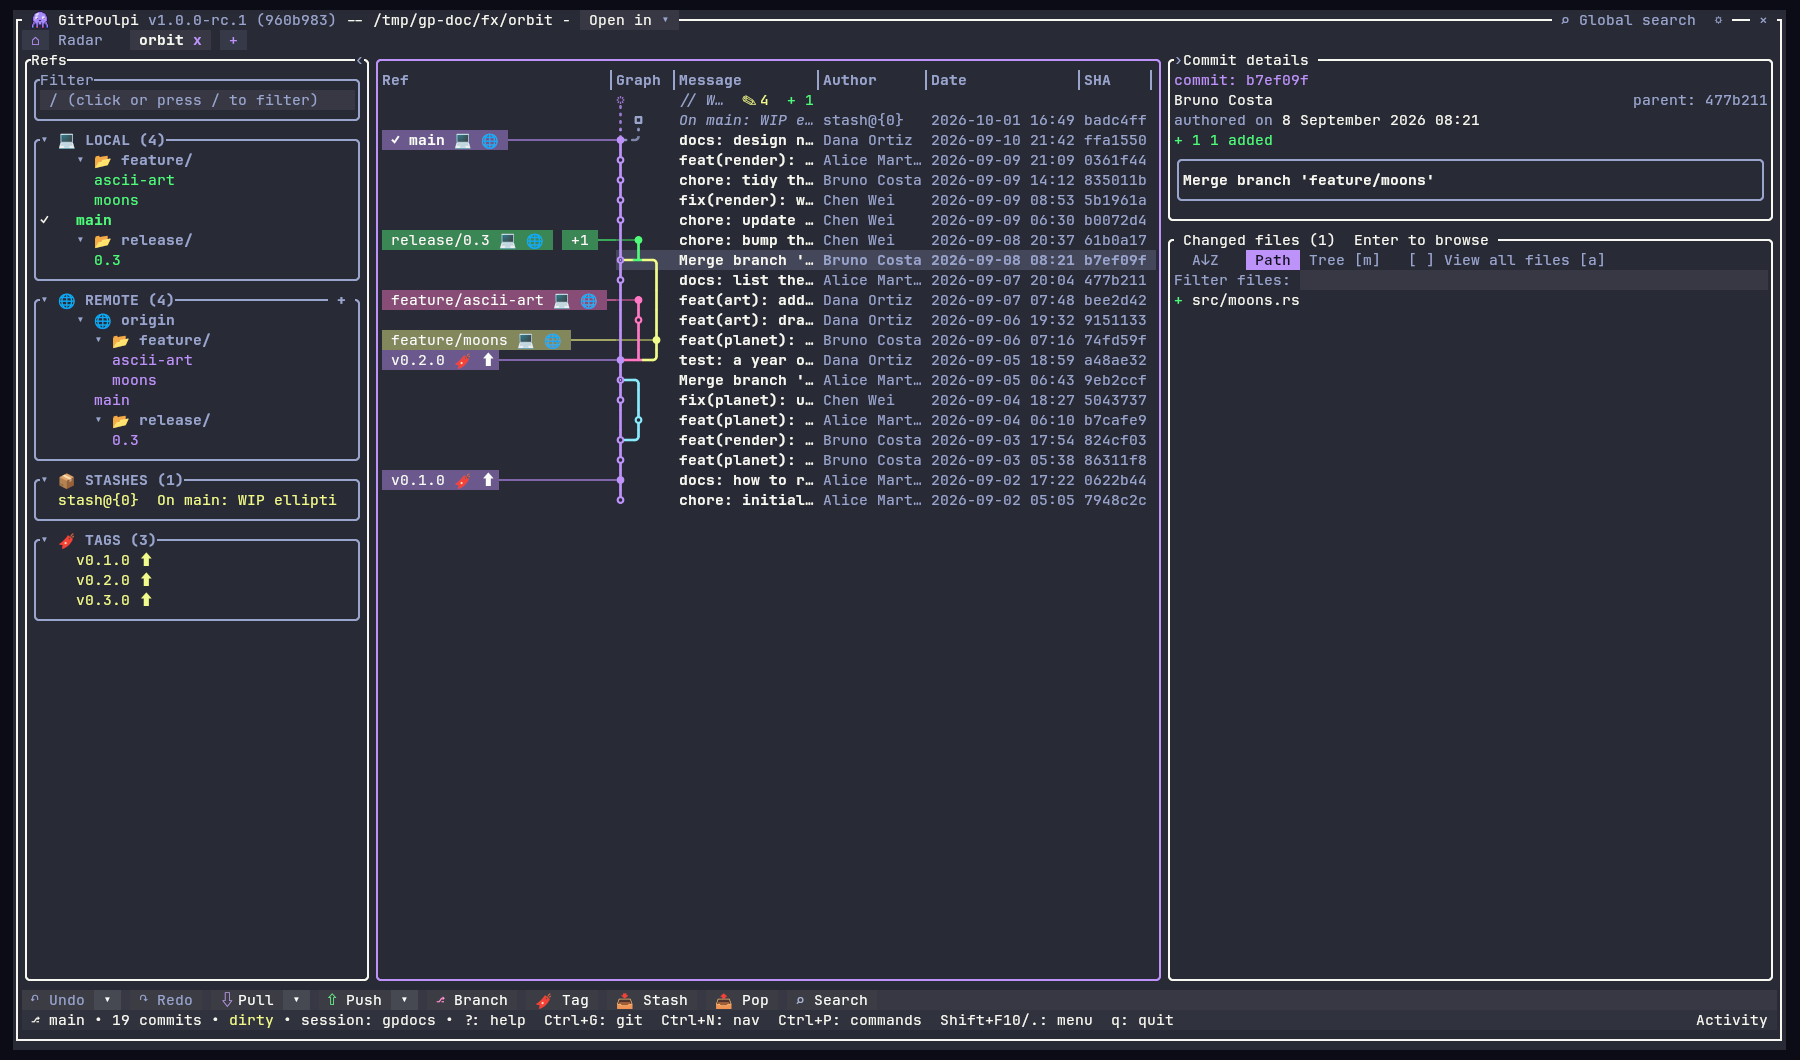 GitPoulpi v1.0.0-rc.1 (960b983) —— /tmp/gp-doc/fx/orbit - Open in ▾ Global search
Radar orbit x +
Refs
Filter
/ (click or press / to filter)
LOCAL (4)
feature/
ascii-art
moons
✓ main
release/
0.3
REMOTE (4) +
origin
feature/
ascii-art
moons
main
release/
0.3
STASHES (1)
stash@{0} On main: WIP ellipti
TAGS (3)
v0.1.0
v0.2.0
v0.3.0
Ref Graph Message Author Date SHA
// W… 4 + 1
On main: WIP e… stash@{0} 2026-10-01 16:49 badc4ff
✓ main docs: design n… Dana Ortiz 2026-09-10 21:42 ffa1550
feat(render): … Alice Mart… 2026-09-09 21:09 0361f44
chore: tidy th… Bruno Costa 2026-09-09 14:12 835011b
fix(render): w… Chen Wei 2026-09-09 08:53 5b1961a
chore: update … Chen Wei 2026-09-09 06:30 b0072d4
release/0.3 +1 chore: bump th… Chen Wei 2026-09-08 20:37 61b0a17
Merge branch '… Bruno Costa 2026-09-08 08:21 b7ef09f
docs: list the… Alice Mart… 2026-09-07 20:04 477b211
feature/ascii-art feat(art): add… Dana Ortiz 2026-09-07 07:48 bee2d42
feat(art): dra… Dana Ortiz 2026-09-06 19:32 9151133
feature/moons feat(planet): … Bruno Costa 2026-09-06 07:16 74fd59f
v0.2.0 test: a year o… Dana Ortiz 2026-09-05 18:59 a48ae32
Merge branch '… Alice Mart… 2026-09-05 06:43 9eb2ccf
fix(planet): u… Chen Wei 2026-09-04 18:27 5043737
feat(planet): … Alice Mart… 2026-09-04 06:10 b7cafe9
feat(render): … Bruno Costa 2026-09-03 17:54 824cf03
feat(planet): … Bruno Costa 2026-09-03 05:38 86311f8
v0.1.0 docs: how to r… Alice Mart… 2026-09-02 17:22 0622b44
chore: initial… Alice Mart… 2026-09-02 05:05 7948c2c
Commit details
commit: b7ef09f
Bruno Costa parent: 477b211
authored on 8 September 2026 08:21
+ 1 1 added
Merge branch 'feature/moons'
Changed files (1) Enter to browse
A↓Z Path Tree [m] [ ] View all files [a]
Filter files:
+ src/moons.rs
Undo ▾ Redo Pull ▾ Push ▾ Branch Tag Stash Pop Search
main • 19 commits • dirty • session: gpdocs • ?: help Ctrl+G: git Ctrl+N: nav Ctrl+P: commands Shift+F10/.: menu q: quit Activity